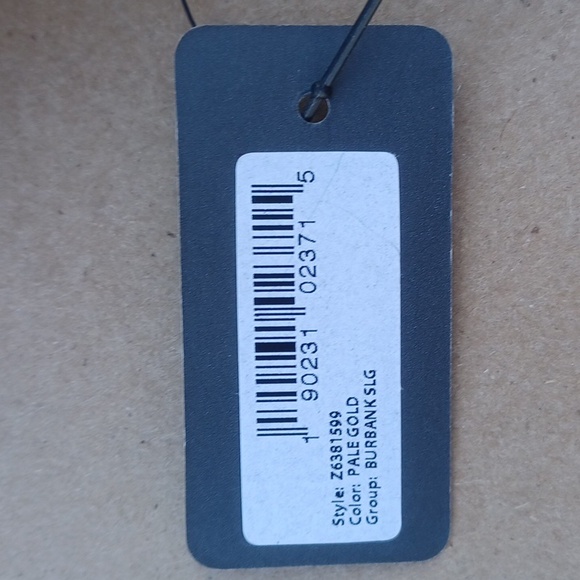 1 90231 02371 5
Style: Z6381599
Color: PALE GOLD
Group: BURBANK SLG